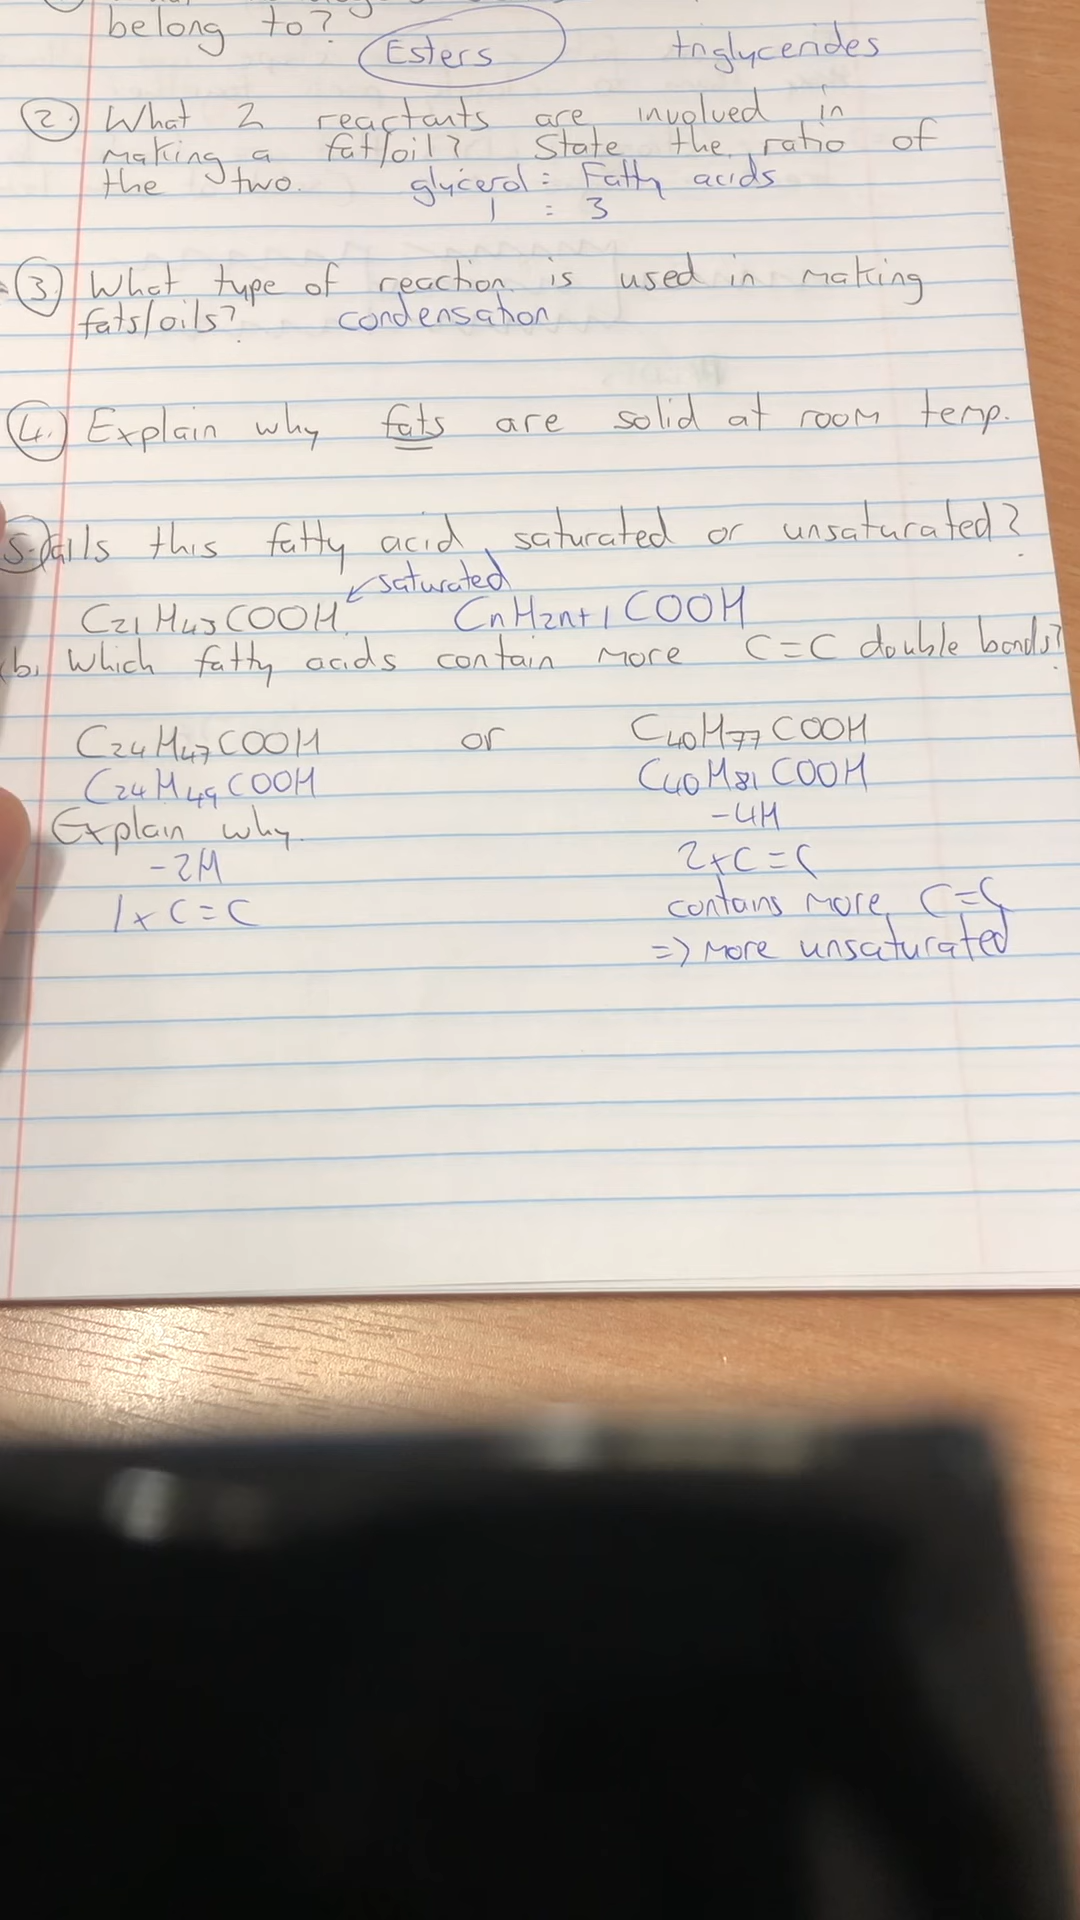 belong to?
Esters triglycerides
2. What 2 reactants are involved in
making a fat/oil? State the ratio of
the two. glycerol : Fatty acids
1 : 3
3. What type of reaction is used in making
fats/oils? condensation
4. Explain why fats are solid at room temp.
5. a Is this fatty acid saturated or unsaturated?
saturated
C21H43COOH CnH2n+1COOH
b. Which fatty acids contain more C=C double bonds?
C24H47COOH or C40H77COOH
C24H49COOH C40H81COOH
Explain why. -4H
-2H 2xC=C
1xC=C contains more C=C
=> more unsaturated